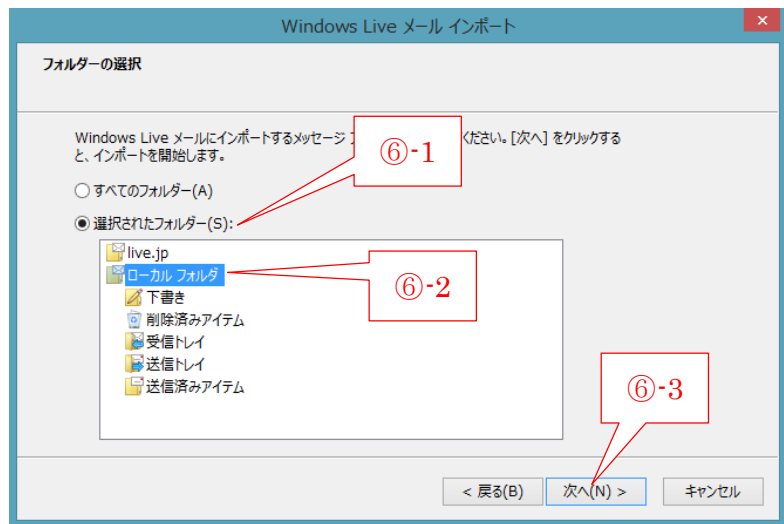 Windows Live メール インポート
フォルダーの選択
Windows Live メールにインポートするメッセージ ください。[次へ] をクリックする
と、インポートを開始します。
⑥-1
すべてのフォルダー(A)
選択されたフォルダー(S):
live.jp
ローカル フォルダ
⑥-2
下書き
削除済みアイテム
受信トレイ
送信トレイ
送信済みアイテム
⑥-3
< 戻る(B) 次へ(N) > キャンセル